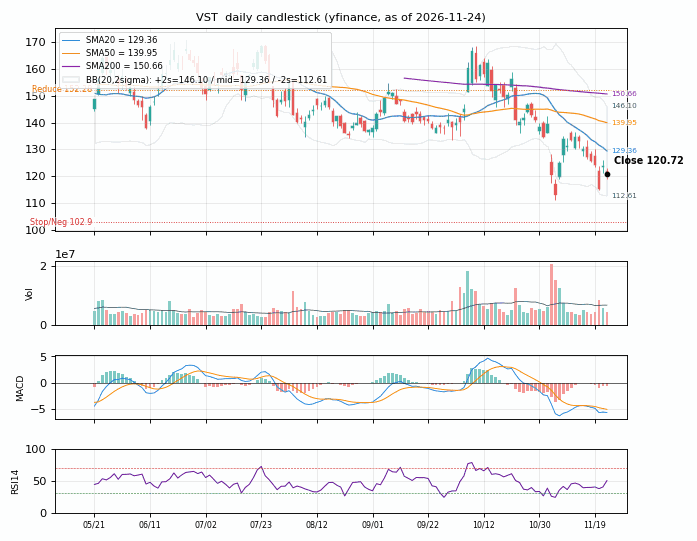 VST  daily candlestick (yfinance, as of 2026-11-24)
SMA20 = 129.36
SMA50 = 139.95
SMA200 = 150.66
BB(20,2sigma): +2s=146.10 / mid=129.36 / -2s=112.61
170
160
150
140
130
120
110
100
Reduce 152.28
Stop/Neg 102.9
150.66
146.10
139.95
129.36
Close 120.72
112.61
1e7
Vol
2
0
MACD
5
0
−5
RSI14
100
50
0
05/21 06/11 07/02 07/23 08/12 09/01 09/22 10/12 10/30 11/19